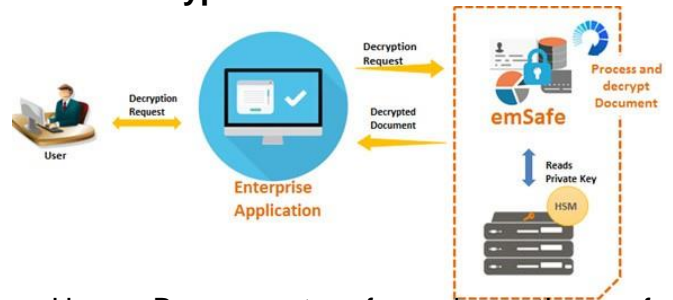 Decryption
Request
User
Enterprise
Application
Decryption
Request
Decrypted
Document
emSafe
Process and
decrypt
Document
Reads
Private Key
HSM